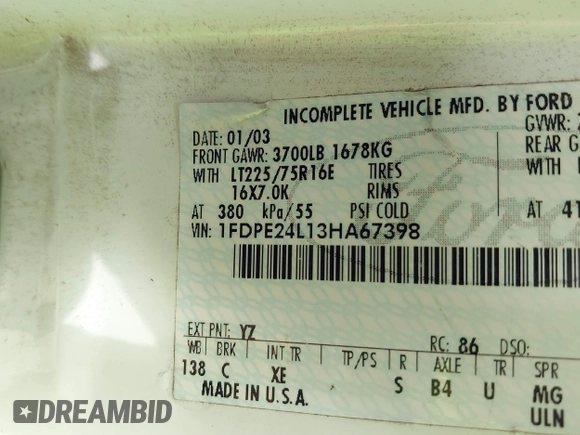 INCOMPLETE VEHICLE MFD. BY FORD
DATE: 01/03
GVWR:
FRONT GAWR: 3700LB 1678KG
REAR G
WITH LT225/75R16E TIRES
WITH
16X7.0K RIMS
AT 380 kPa/55 PSI COLD
AT 41
VIN: 1FDPE24L13HA67398
Ford
EXT PNT: YZ
RC: 86 DSO:
WB BRK INT TR TP/PS R AXLE TR SPR
138 C XE S B4 U MG
MADE IN U.S.A.
ULN
DREAMBID